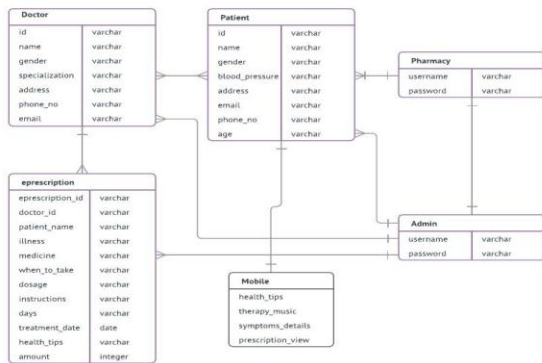 Doctor
id varchar
name varchar
gender varchar
specialization varchar
address varchar
phone_no varchar
email varchar
Patient
id varchar
name varchar
gender varchar
blood_pressure varchar
address varchar
email varchar
phone_no varchar
age varchar
Pharmacy
username varchar
password varchar
eprescription
eprescription_id varchar
doctor_id varchar
patient_name varchar
illness varchar
medicine varchar
when_to_take varchar
dosage varchar
instructions varchar
days varchar
treatment_date date
health_tips varchar
amount integer
Mobile
health_tips
therapy_music
symptoms_details
prescription_view
Admin
username varchar
password varchar